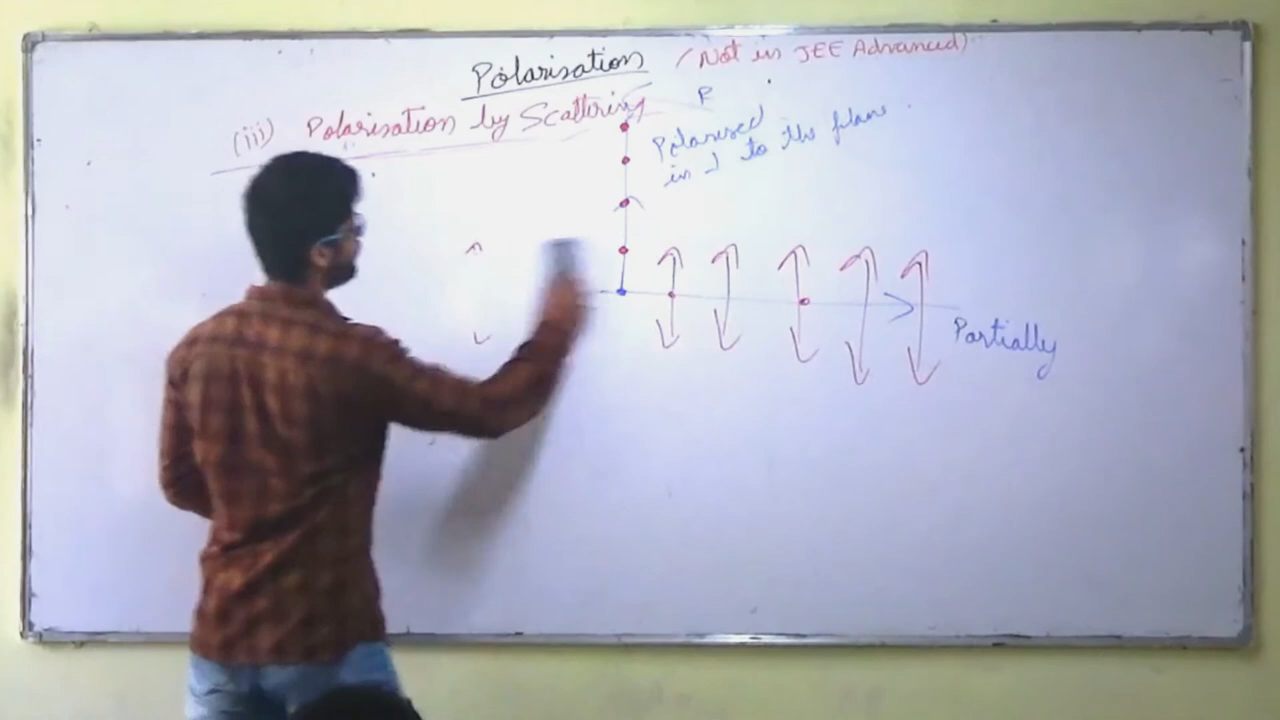 Polarisation (Not in JEE Advanced)
(iii) Polarisation by Scattering
P
Polarised
in ⊥ to the plane.
Partially